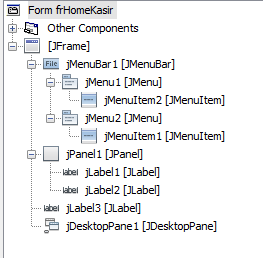 Form frHomeKasir
Other Components
[JFrame]
File jMenuBar1 [JMenuBar]
jMenu1 [JMenu]
jMenuItem2 [JMenuItem]
jMenu2 [JMenu]
jMenuItem1 [JMenuItem]
jPanel1 [JPanel]
label jLabel1 [JLabel]
label jLabel2 [JLabel]
label jLabel3 [JLabel]
jDesktopPane1 [JDesktopPane]